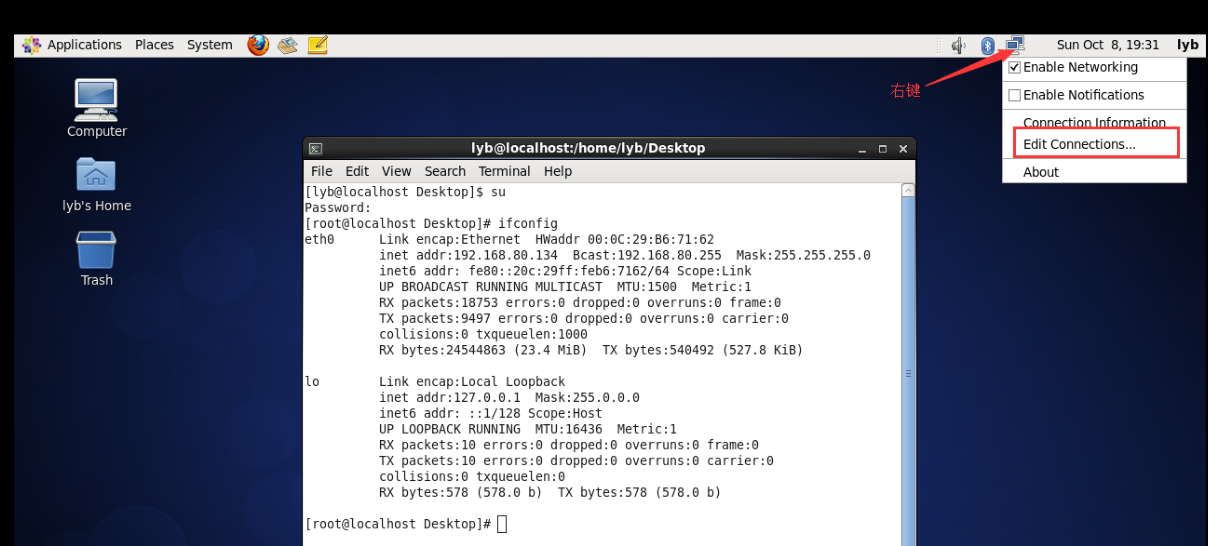 Applications Places System
Sun Oct 8, 19:31 lyb
右键
Enable Networking
Enable Notifications
Connection Information
Edit Connections...
About
Computer
lyb's Home
Trash
lyb@localhost:/home/lyb/Desktop
File Edit View Search Terminal Help
[lyb@localhost Desktop]$ su
Password:
[root@localhost Desktop]# ifconfig
eth0 Link encap:Ethernet HWaddr 00:0C:29:B6:71:62
inet addr:192.168.80.134 Bcast:192.168.80.255 Mask:255.255.255.0
inet6 addr: fe80::20c:29ff:feb6:7162/64 Scope:Link
UP BROADCAST RUNNING MULTICAST MTU:1500 Metric:1
RX packets:18753 errors:0 dropped:0 overruns:0 frame:0
TX packets:9497 errors:0 dropped:0 overruns:0 carrier:0
collisions:0 txqueuelen:1000
RX bytes:24544863 (23.4 MiB) TX bytes:540492 (527.8 KiB)
lo Link encap:Local Loopback
inet addr:127.0.0.1 Mask:255.0.0.0
inet6 addr: ::1/128 Scope:Host
UP LOOPBACK RUNNING MTU:16436 Metric:1
RX packets:10 errors:0 dropped:0 overruns:0 frame:0
TX packets:10 errors:0 dropped:0 overruns:0 carrier:0
collisions:0 txqueuelen:0
RX bytes:578 (578.0 b) TX bytes:578 (578.0 b)
[root@localhost Desktop]#